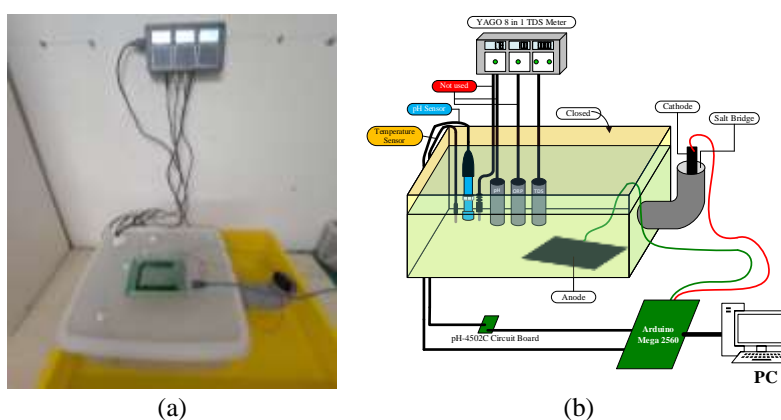 YAGO 8 in 1 TDS Meter
Not used
pH Sensor
Temperature
Sensor
Closed
Cathode
Salt Bridge
pH
ORP
TDS
Anode
pH-4502C Circuit Board
Arduino
Mega 2560
PC
(a)
(b)